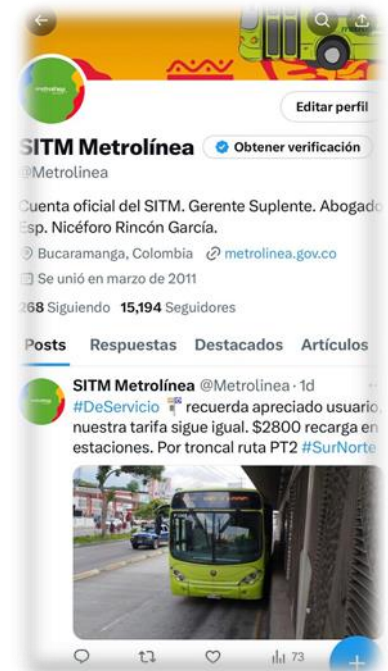 Editar perfil
SITM Metrolínea Obtener verificación
@Metrolinea
Cuenta oficial del SITM. Gerente Suplente. Abogado
Esp. Nicéforo Rincón García.
Bucaramanga, Colombia metrolinea.gov.co
Se unió en marzo de 2011
268 Siguiendo 15,194 Seguidores
Posts Respuestas Destacados Artículos
SITM Metrolínea @Metrolinea · 1d
#DeServicio recuerda apreciado usuario,
nuestra tarifa sigue igual. $2800 recarga en
estaciones. Por troncal ruta PT2 #SurNorte
73